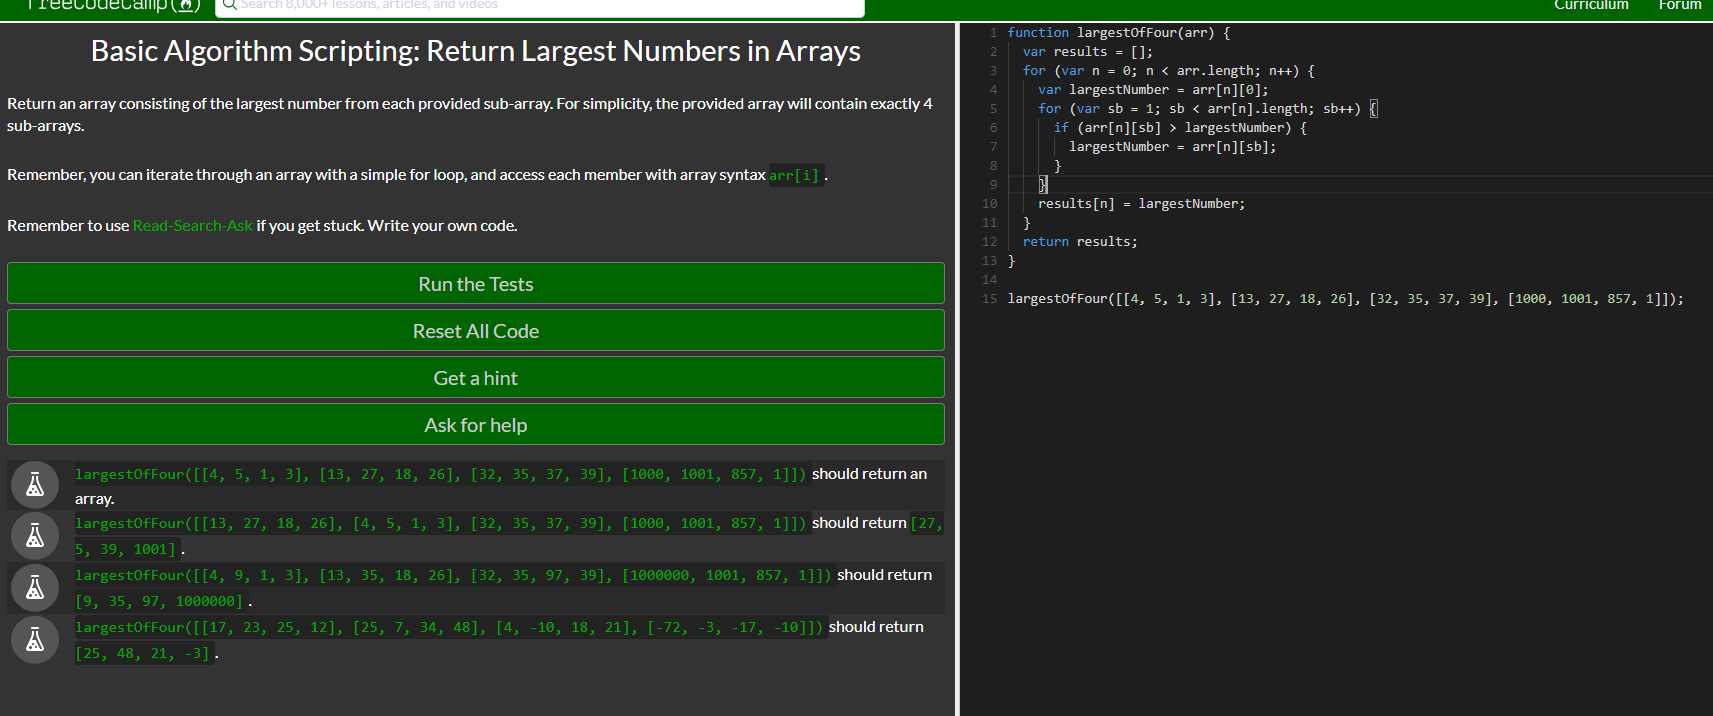 freeCodeCamp(🔥)
Search 8,000+ lessons, articles, and videos
Curriculum Forum
Basic Algorithm Scripting: Return Largest Numbers in Arrays
Return an array consisting of the largest number from each provided sub-array. For simplicity, the provided array will contain exactly 4
sub-arrays.
Remember, you can iterate through an array with a simple for loop, and access each member with array syntax arr[i] .
Remember to use Read-Search-Ask if you get stuck. Write your own code.
Run the Tests
Reset All Code
Get a hint
Ask for help
largestOfFour([[4, 5, 1, 3], [13, 27, 18, 26], [32, 35, 37, 39], [1000, 1001, 857, 1]]) should return an
array.
largestOfFour([[13, 27, 18, 26], [4, 5, 1, 3], [32, 35, 37, 39], [1000, 1001, 857, 1]]) should return [27,
5, 39, 1001] .
largestOfFour([[4, 9, 1, 3], [13, 35, 18, 26], [32, 35, 97, 39], [1000000, 1001, 857, 1]]) should return
[9, 35, 97, 1000000] .
largestOfFour([[17, 23, 25, 12], [25, 7, 34, 48], [4, -10, 18, 21], [-72, -3, -17, -10]]) should return
[25, 48, 21, -3] .
1 function largestOfFour(arr) {
2 var results = [];
3 for (var n = 0; n < arr.length; n++) {
4 var largestNumber = arr[n][0];
5 for (var sb = 1; sb < arr[n].length; sb++) {
6 if (arr[n][sb] > largestNumber) {
7 largestNumber = arr[n][sb];
8 }
9 }
10 results[n] = largestNumber;
11 }
12 return results;
13 }
14
15 largestOfFour([[4, 5, 1, 3], [13, 27, 18, 26], [32, 35, 37, 39], [1000, 1001, 857, 1]]);